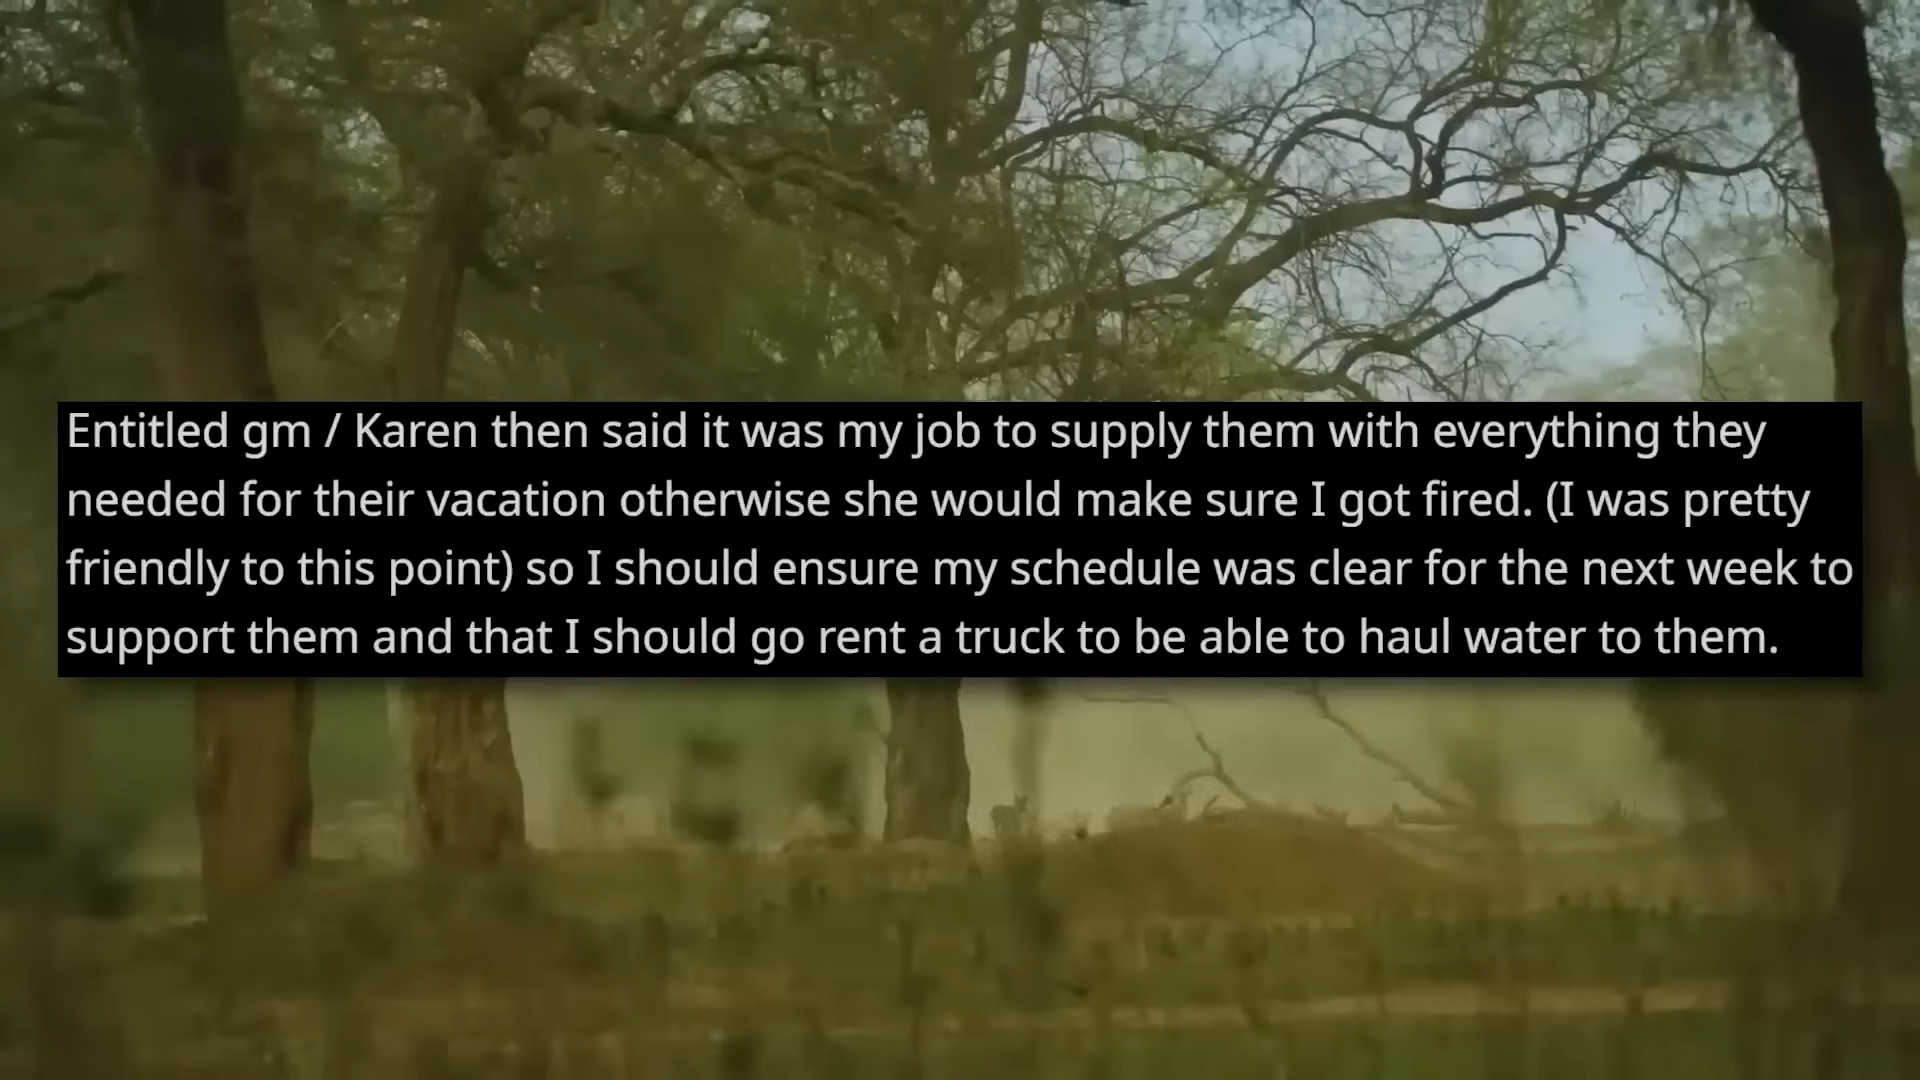 Entitled gm / Karen then said it was my job to supply them with everything they
needed for their vacation otherwise she would make sure I got fired. (I was pretty
friendly to this point) so I should ensure my schedule was clear for the next week to
support them and that I should go rent a truck to be able to haul water to them.